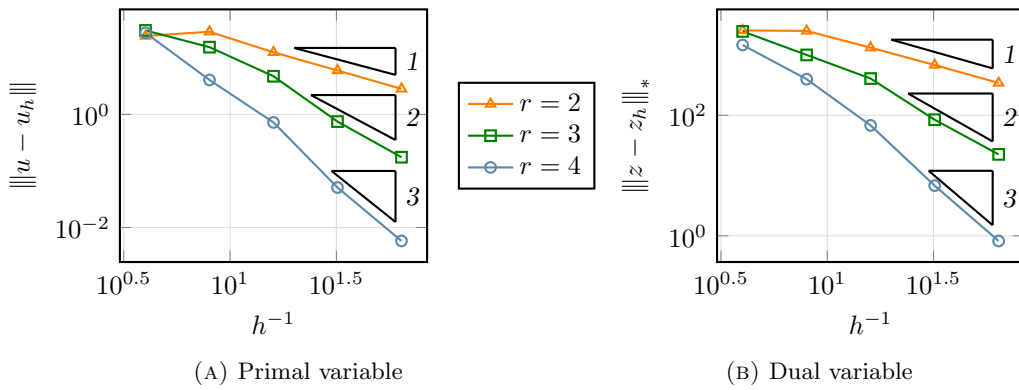 |||u − u_h|||
10^0
10^{−2}
1
2
3
10^{0.5}
10^1
10^{1.5}
h^{−1}
(A) Primal variable
r = 2
r = 3
r = 4
|||z − z_h|||_*
10^2
10^0
1
2
3
10^{0.5}
10^1
10^{1.5}
h^{−1}
(B) Dual variable